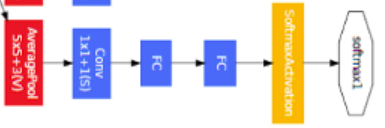 AveragePool
5x5+3(V)
Conv
1x1+1(S)
FC
FC
SoftmaxActivation
softmax1